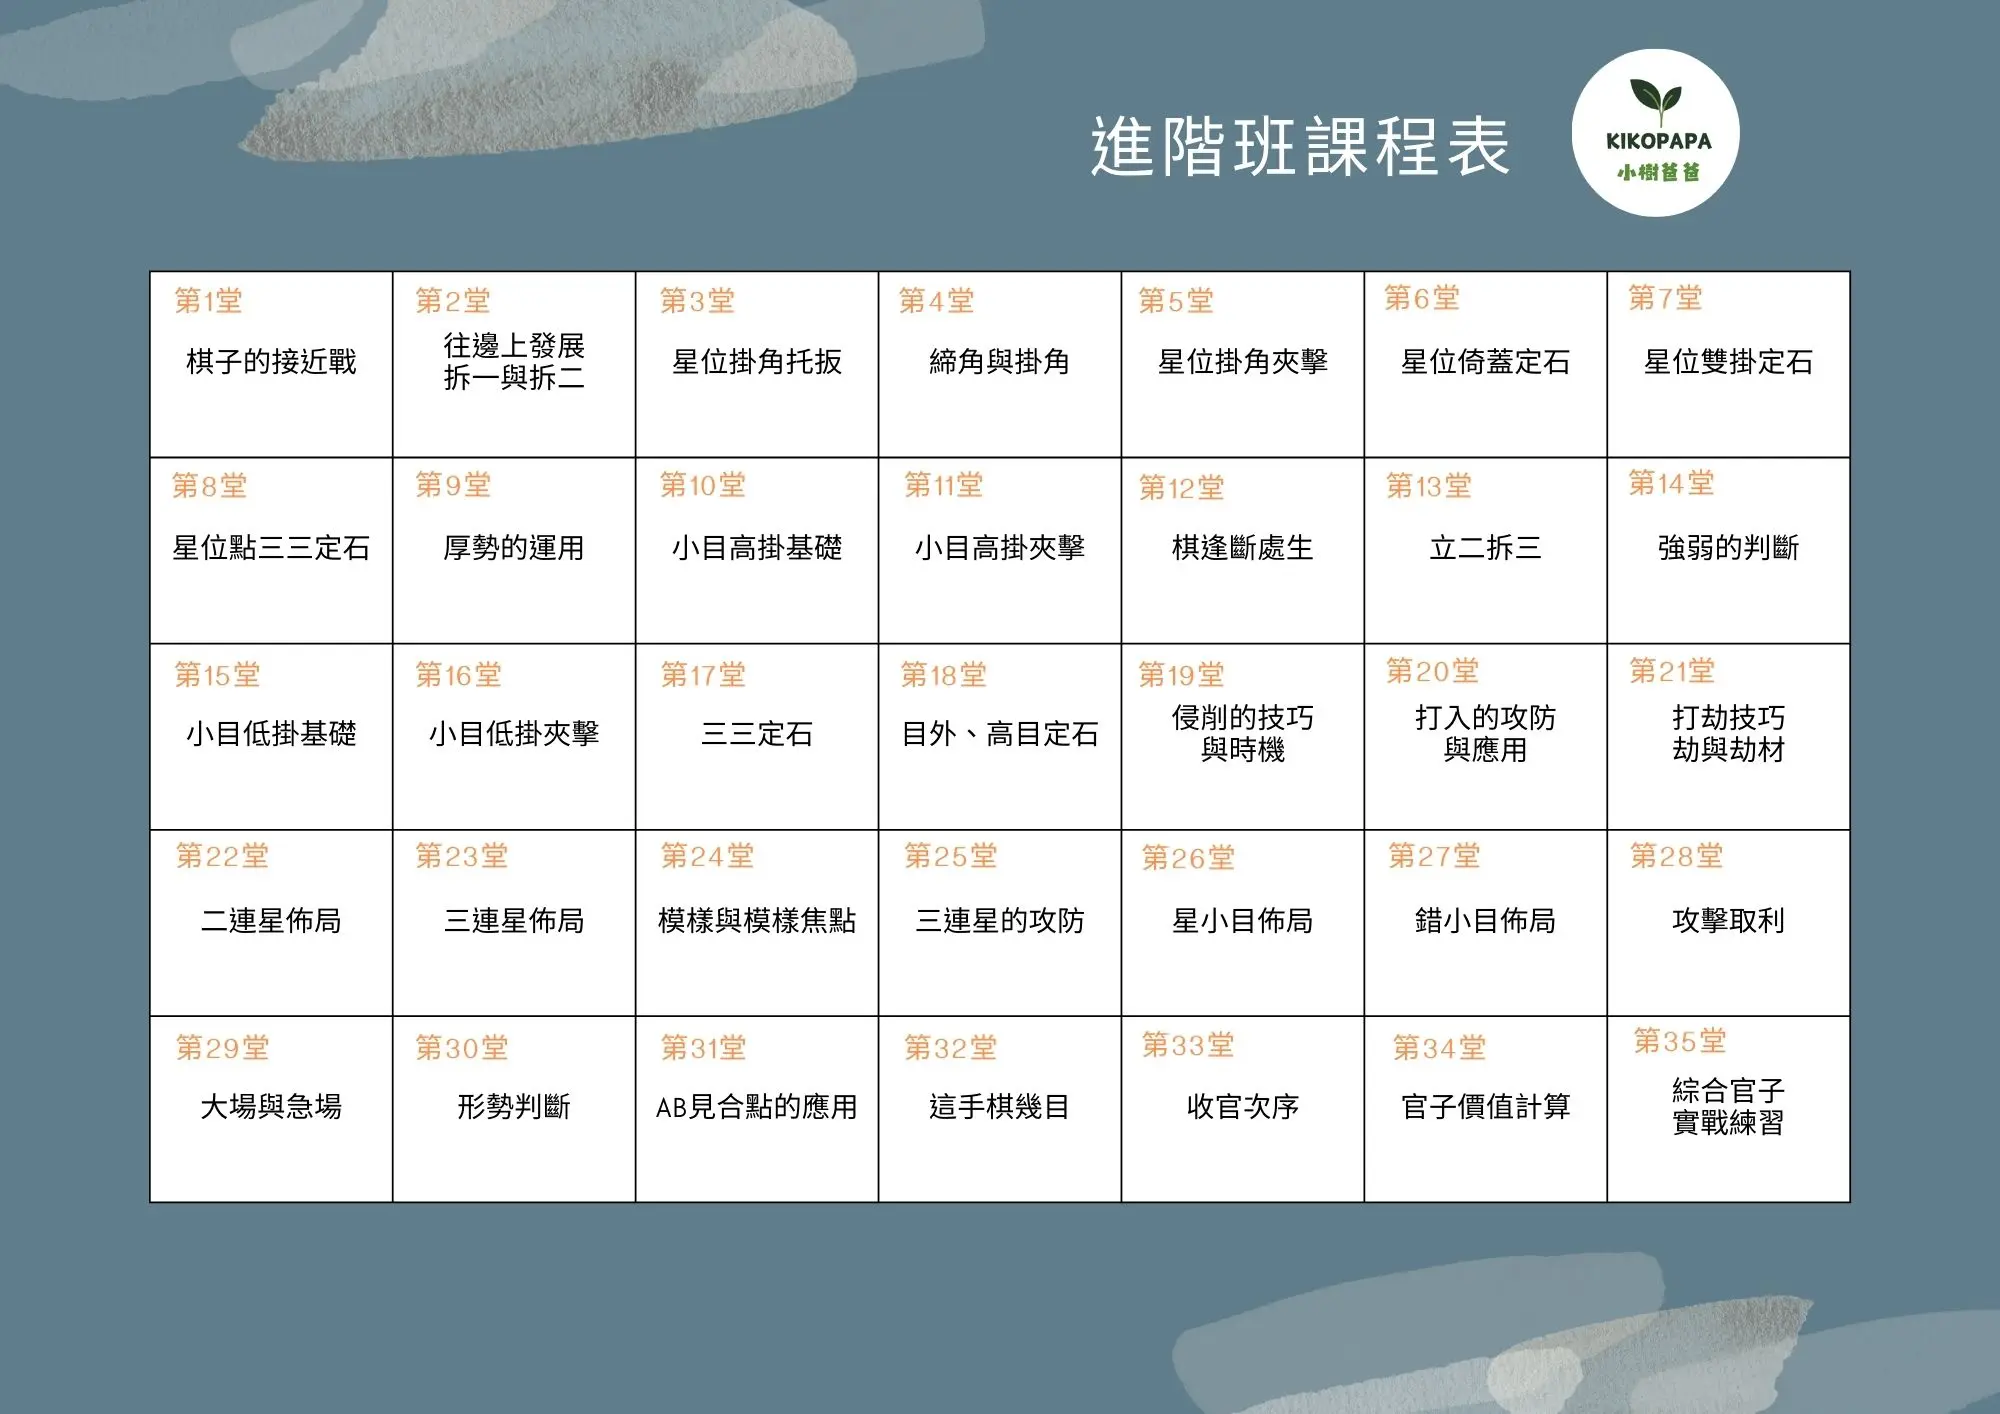 進階班課程表
KIKOPAPA
小樹爸爸
第1堂
棋子的接近戰
第2堂
往邊上發展
拆一與拆二
第3堂
星位掛角托扳
第4堂
締角與掛角
第5堂
星位掛角夾擊
第6堂
星位倚蓋定石
第7堂
星位雙掛定石
第8堂
星位點三三定石
第9堂
厚勢的運用
第10堂
小目高掛基礎
第11堂
小目高掛夾擊
第12堂
棋逢斷處生
第13堂
立二拆三
第14堂
強弱的判斷
第15堂
小目低掛基礎
第16堂
小目低掛夾擊
第17堂
三三定石
第18堂
目外、高目定石
第19堂
侵削的技巧
與時機
第20堂
打入的攻防
與應用
第21堂
打劫技巧
劫與劫材
第22堂
二連星佈局
第23堂
三連星佈局
第24堂
模樣與模樣焦點
第25堂
三連星的攻防
第26堂
星小目佈局
第27堂
錯小目佈局
第28堂
攻擊取利
第29堂
大場與急場
第30堂
形勢判斷
第31堂
AB見合點的應用
第32堂
這手棋幾目
第33堂
收官次序
第34堂
官子價值計算
第35堂
綜合官子
實戰練習